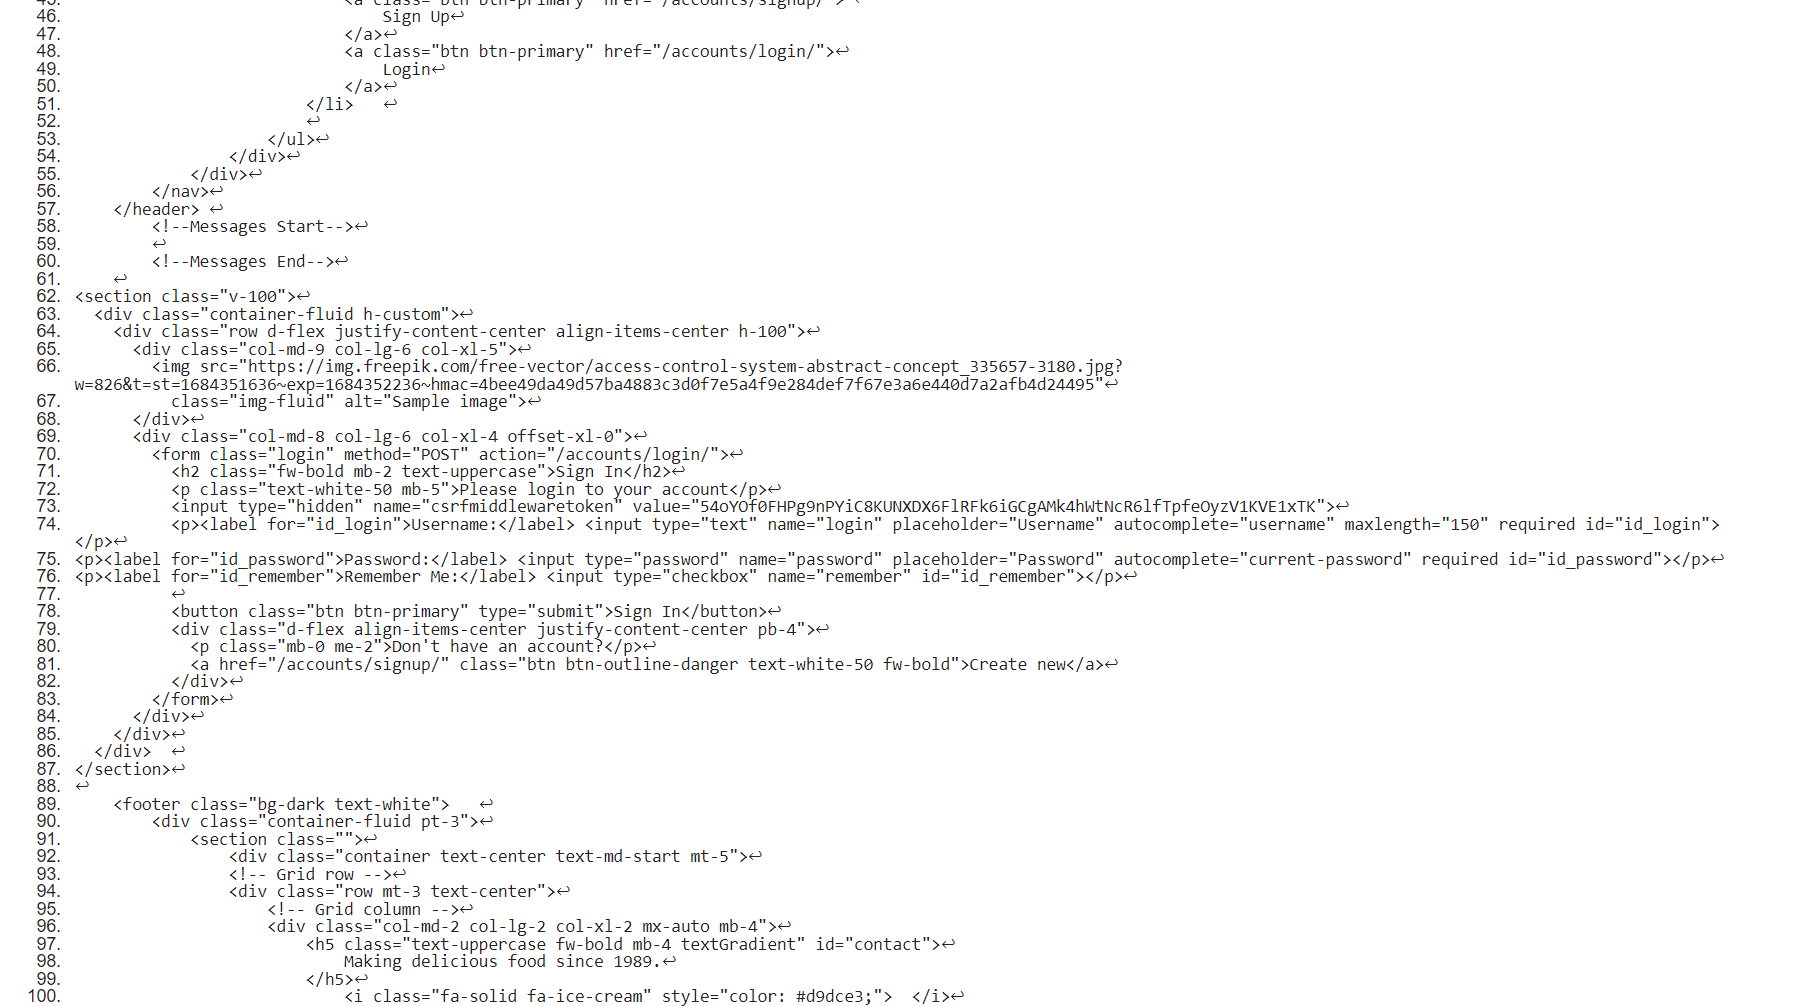 45. <a class="btn btn-primary" href="/accounts/signup/">↩
46. Sign Up↩
47. </a>↩
48. <a class="btn btn-primary" href="/accounts/login/">↩
49. Login↩
50. </a>↩
51. </li> ↩
52. ↩
53. </ul>↩
54. </div>↩
55. </div>↩
56. </nav>↩
57. </header> ↩
58. <!--Messages Start-->↩
59. ↩
60. <!--Messages End-->↩
61. ↩
62. <section class="v-100">↩
63. <div class="container-fluid h-custom">↩
64. <div class="row d-flex justify-content-center align-items-center h-100">↩
65. <div class="col-md-9 col-lg-6 col-xl-5">↩
66. <img src="https://img.freepik.com/free-vector/access-control-system-abstract-concept_335657-3180.jpg?
w=826&t=st=1684351636~exp=1684352236~hmac=4bee49da49d57ba4883c3d0f7e5a4f9e284def7f67e3a6e440d7a2afb4d24495"↩
67. class="img-fluid" alt="Sample image">↩
68. </div>↩
69. <div class="col-md-8 col-lg-6 col-xl-4 offset-xl-0">↩
70. <form class="login" method="POST" action="/accounts/login/">↩
71. <h2 class="fw-bold mb-2 text-uppercase">Sign In</h2>↩
72. <p class="text-white-50 mb-5">Please login to your account</p>↩
73. <input type="hidden" name="csrfmiddlewaretoken" value="54oYOf0FHPg9nPYiC8KUNXDX6FlRFk6iGCgAMk4hWtNcR6lfTpfeOyzV1KVE1xTK">↩
74. <p><label for="id_login">Username:</label> <input type="text" name="login" placeholder="Username" autocomplete="username" maxlength="150" required id="id_login">
</p>↩
75. <p><label for="id_password">Password:</label> <input type="password" name="password" placeholder="Password" autocomplete="current-password" required id="id_password"></p>↩
76. <p><label for="id_remember">Remember Me:</label> <input type="checkbox" name="remember" id="id_remember"></p>↩
77. ↩
78. <button class="btn btn-primary" type="submit">Sign In</button>↩
79. <div class="d-flex align-items-center justify-content-center pb-4">↩
80. <p class="mb-0 me-2">Don't have an account?</p>↩
81. <a href="/accounts/signup/" class="btn btn-outline-danger text-white-50 fw-bold">Create new</a>↩
82. </div>↩
83. </form>↩
84. </div>↩
85. </div>↩
86. </div> ↩
87. </section>↩
88. ↩
89. <footer class="bg-dark text-white"> ↩
90. <div class="container-fluid pt-3">↩
91. <section class="">↩
92. <div class="container text-center text-md-start mt-5">↩
93. <!-- Grid row -->↩
94. <div class="row mt-3 text-center">↩
95. <!-- Grid column -->↩
96. <div class="col-md-2 col-lg-2 col-xl-2 mx-auto mb-4">↩
97. <h5 class="text-uppercase fw-bold mb-4 textGradient" id="contact">↩
98. Making delicious food since 1989.↩
99. </h5>↩
100. <i class="fa-solid fa-ice-cream" style="color: #d9dce3;"> </i>↩